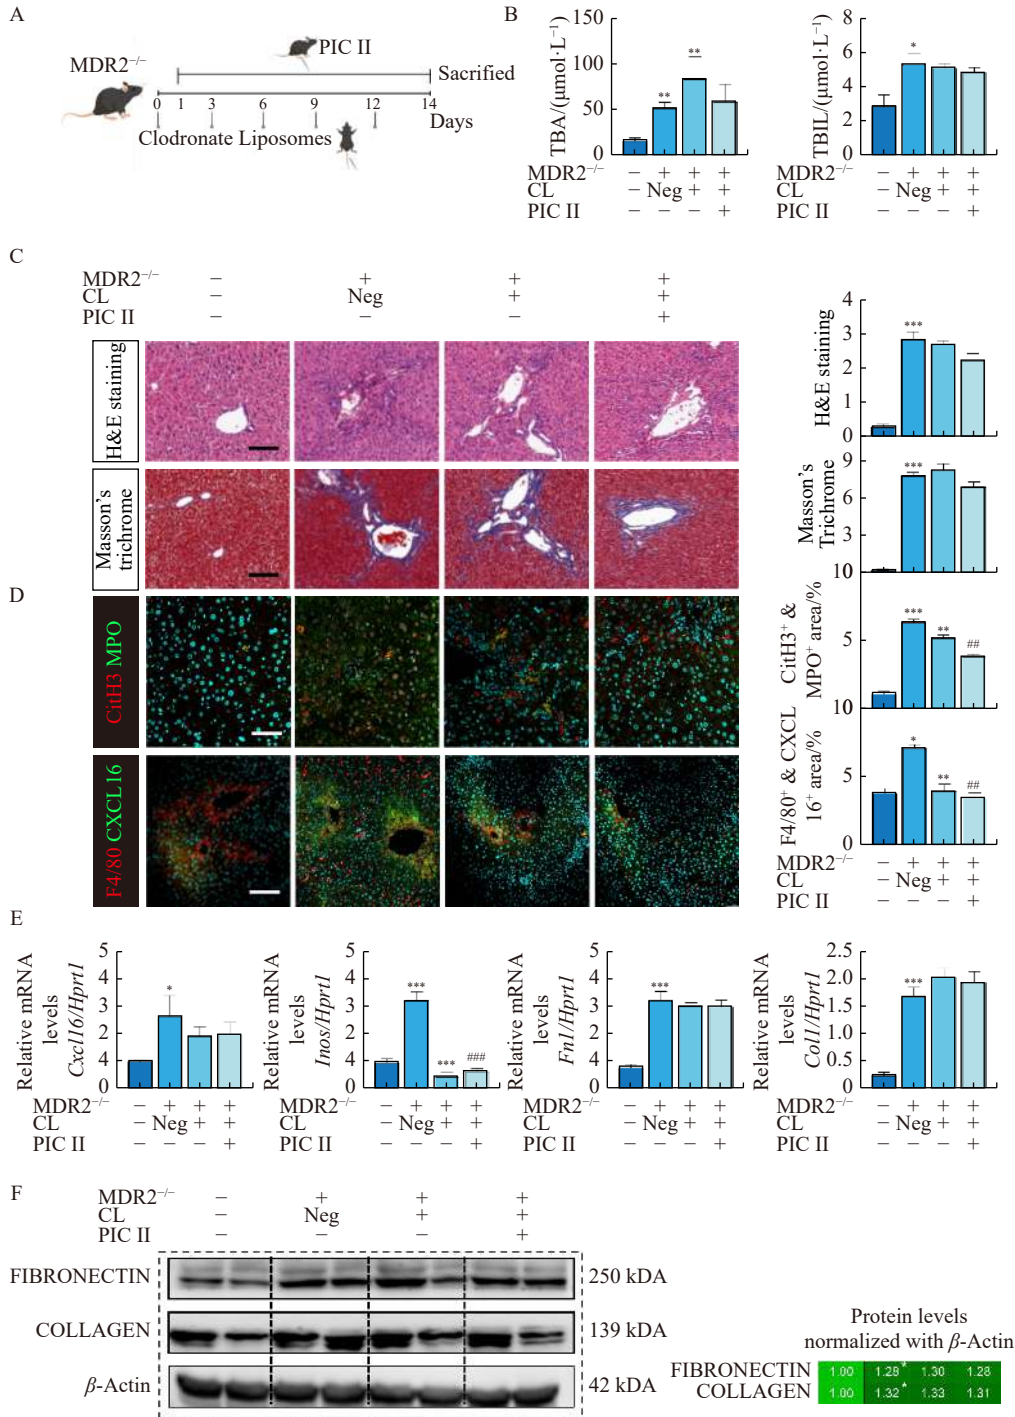 A
MDR2−/−
PIC II
Sacrified
0 1 3 6 9 12 14
Clodronate Liposomes
Days
B
TBA/(μmol·L−1)
150
100
50
0
**
**
MDR2−/− − + + +
CL − Neg + +
PIC II − − − +
TBIL/(μmol·L−1)
8
6
4
2
0
*
MDR2−/− − + + +
CL − Neg + +
PIC II − − − +
C
MDR2−/− − + + +
CL − Neg + +
PIC II − − − +
H&E staining
Masson's
trichrome
H&E staining
4
3
2
1
0
***
Masson's
Trichrome
9
6
3
0
***
D
CitH3 MPO
F4/80 CXCL16
CitH3+ &
MPO+ area/%
10
5
0
***
**
##
F4/80+ & CXCL
16+ area/%
10
5
0
*
**
##
MDR2−/− − + + +
CL − Neg + +
PIC II − − − +
E
Relative mRNA
levels
Cxcl16/Hprt1
5
4
3
2
1
0
*
MDR2−/− − + + +
CL − Neg + +
PIC II − − − +
Relative mRNA
levels
Inos/Hprt1
5
4
3
2
1
0
***
***
###
MDR2−/− − + + +
CL − Neg + +
PIC II − − − +
Relative mRNA
levels
Fn1/Hprt1
5
4
3
2
1
0
***
MDR2−/− − + + +
CL − Neg + +
PIC II − − − +
Relative mRNA
levels
Col1/Hprt1
2.5
2.0
1.5
1.0
0.5
0
***
MDR2−/− − + + +
CL − Neg + +
PIC II − − − +
F
MDR2−/− − + + +
CL − Neg + +
PIC II − − − +
FIBRONECTIN 250 kDA
COLLAGEN 139 kDA
β-Actin 42 kDA
Protein levels
normalized with β-Actin
FIBRONECTIN 1.00 1.28* 1.30 1.28
COLLAGEN 1.00 1.32* 1.33 1.31